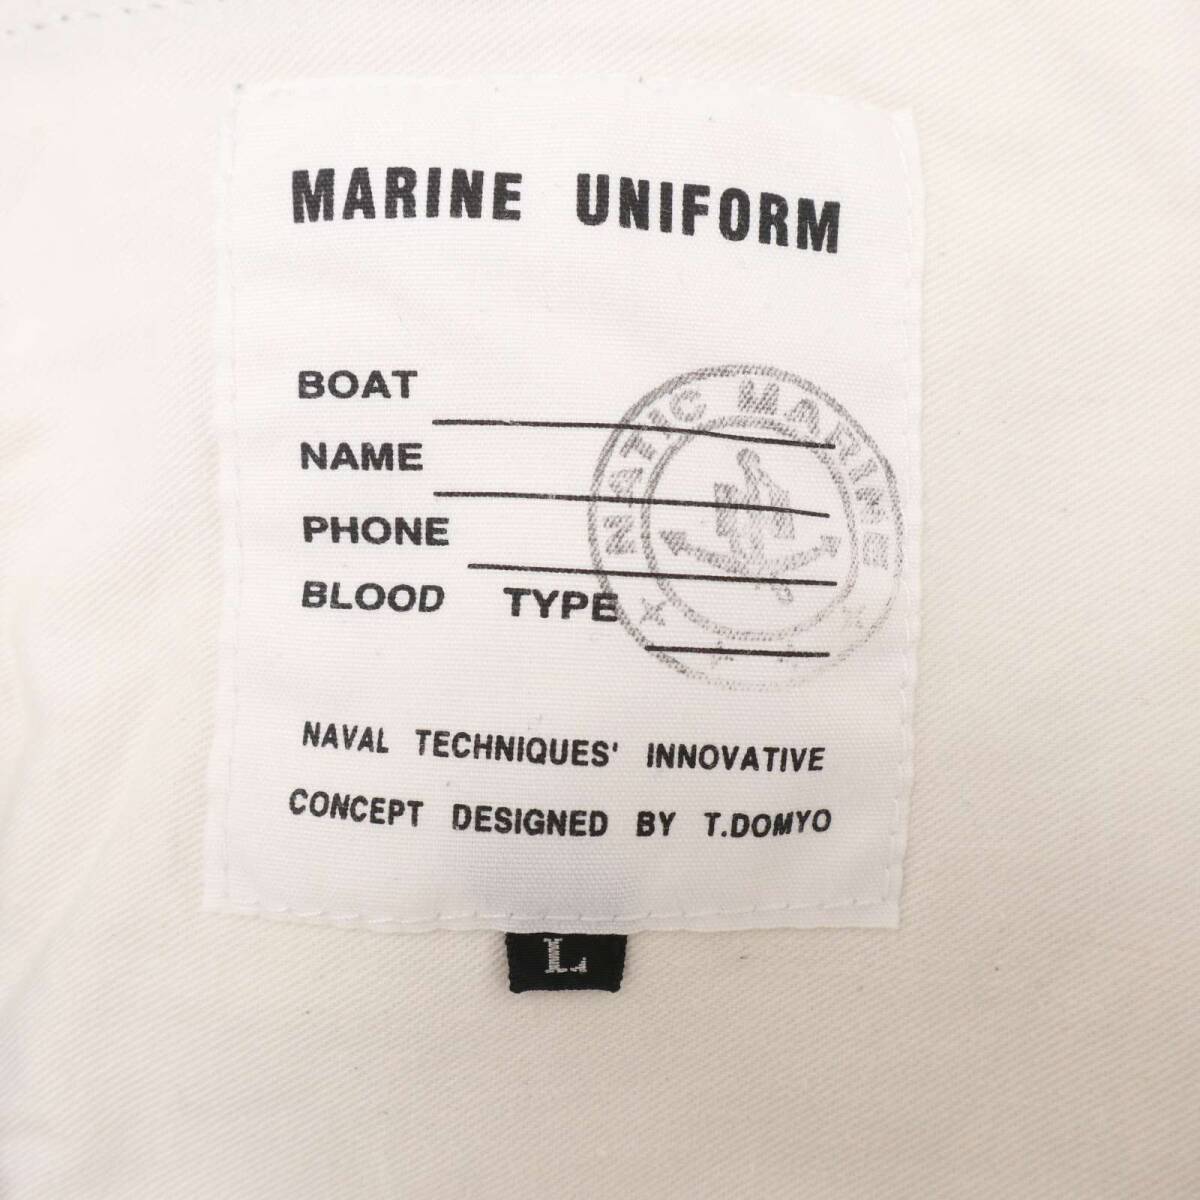 MARINE UNIFORM
BOAT
NAME
PHONE
BLOOD TYPE
NATIC MARINE
NAVAL TECHNIQUES' INNOVATIVE
CONCEPT DESIGNED BY T.DOMYO
L